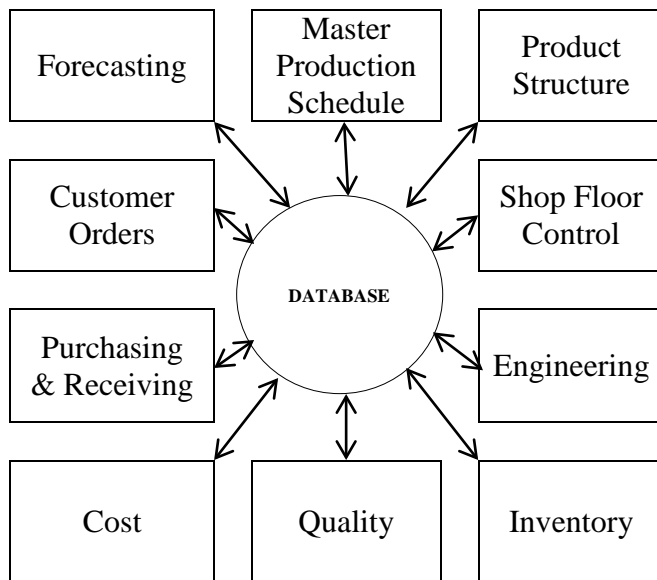 Forecasting
Master
Production
Schedule
Product
Structure
Customer
Orders
Shop Floor
Control
DATABASE
Purchasing
& Receiving
Engineering
Cost
Quality
Inventory